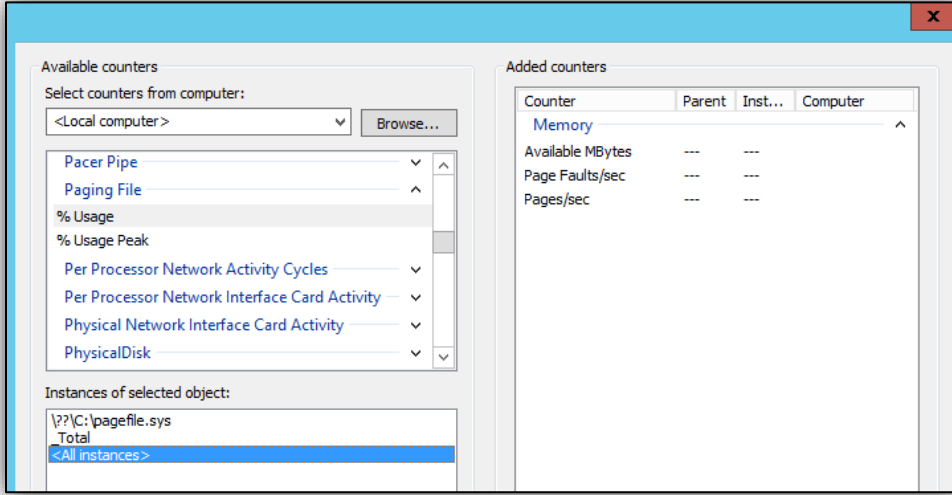 x
Available counters
Select counters from computer:
<Local computer>
Browse...
Pacer Pipe
Paging File
% Usage
% Usage Peak
Per Processor Network Activity Cycles
Per Processor Network Interface Card Activity
Physical Network Interface Card Activity
PhysicalDisk
Instances of selected object:
\??\C:\pagefile.sys
_Total
<All instances>
Added counters
Counter Parent Inst... Computer
Memory
Available MBytes --- ---
Page Faults/sec --- ---
Pages/sec --- ---